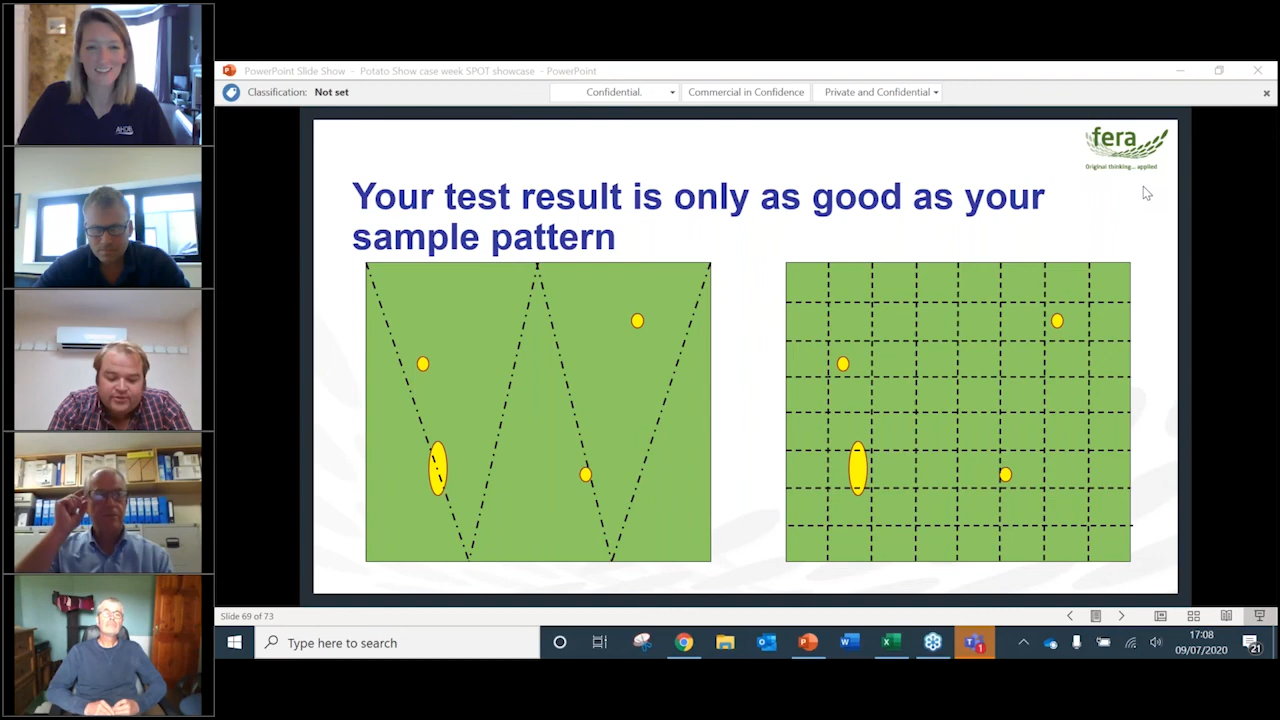 AHDB
PowerPoint Slide Show - Potato Show case week SPOT showcase - PowerPoint
Classification: Not set
Confidential.
Commercial in Confidence
Private and Confidential
fera
Original thinking... applied
Your test result is only as good as your
sample pattern
Slide 69 of 73
Type here to search
1
17:08
09/07/2020
21